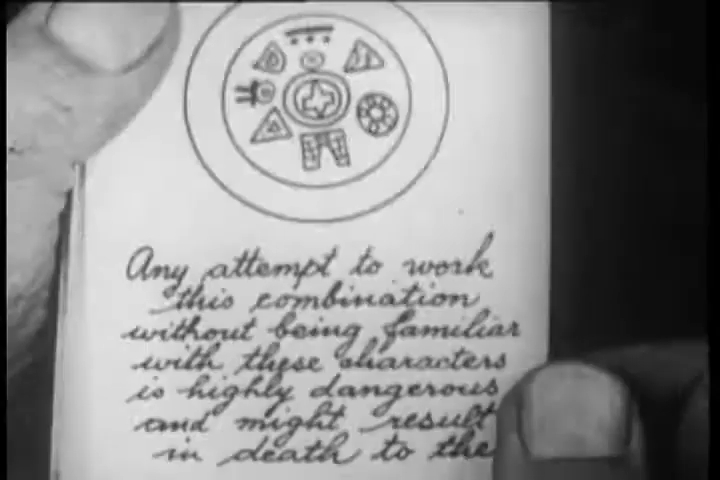 Any attempt to work
this combination
without being familiar
with these characters
is highly dangerous
and might result
in death to the